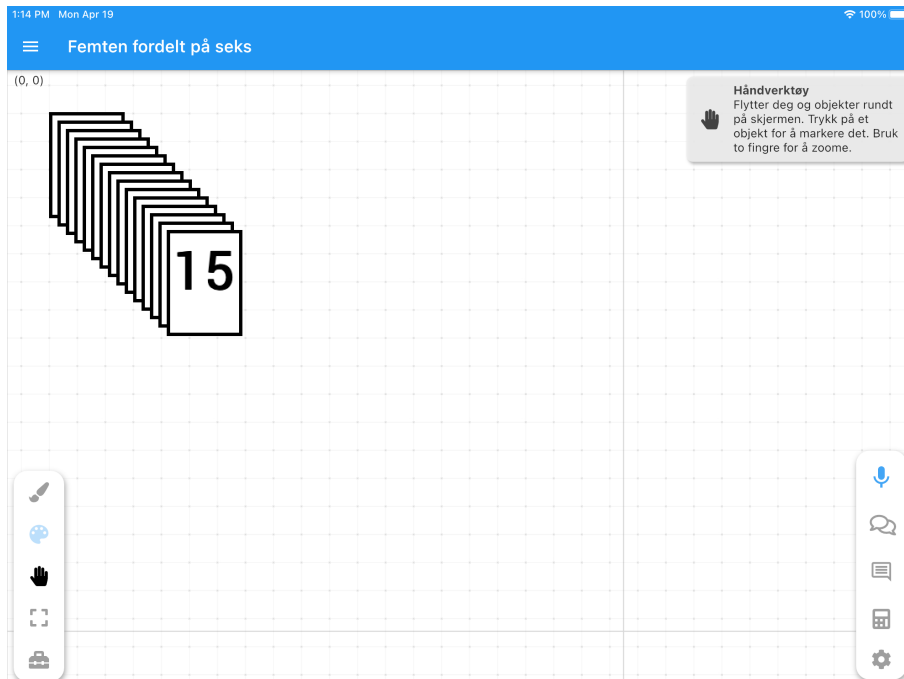 1:14 PM Mon Apr 19
100%
Femten fordelt på seks
(0, 0)
Håndverktøy
Flytter deg og objekter rundt
på skjermen. Trykk på et
objekt for å markere det. Bruk
to fingre for å zoome.
15